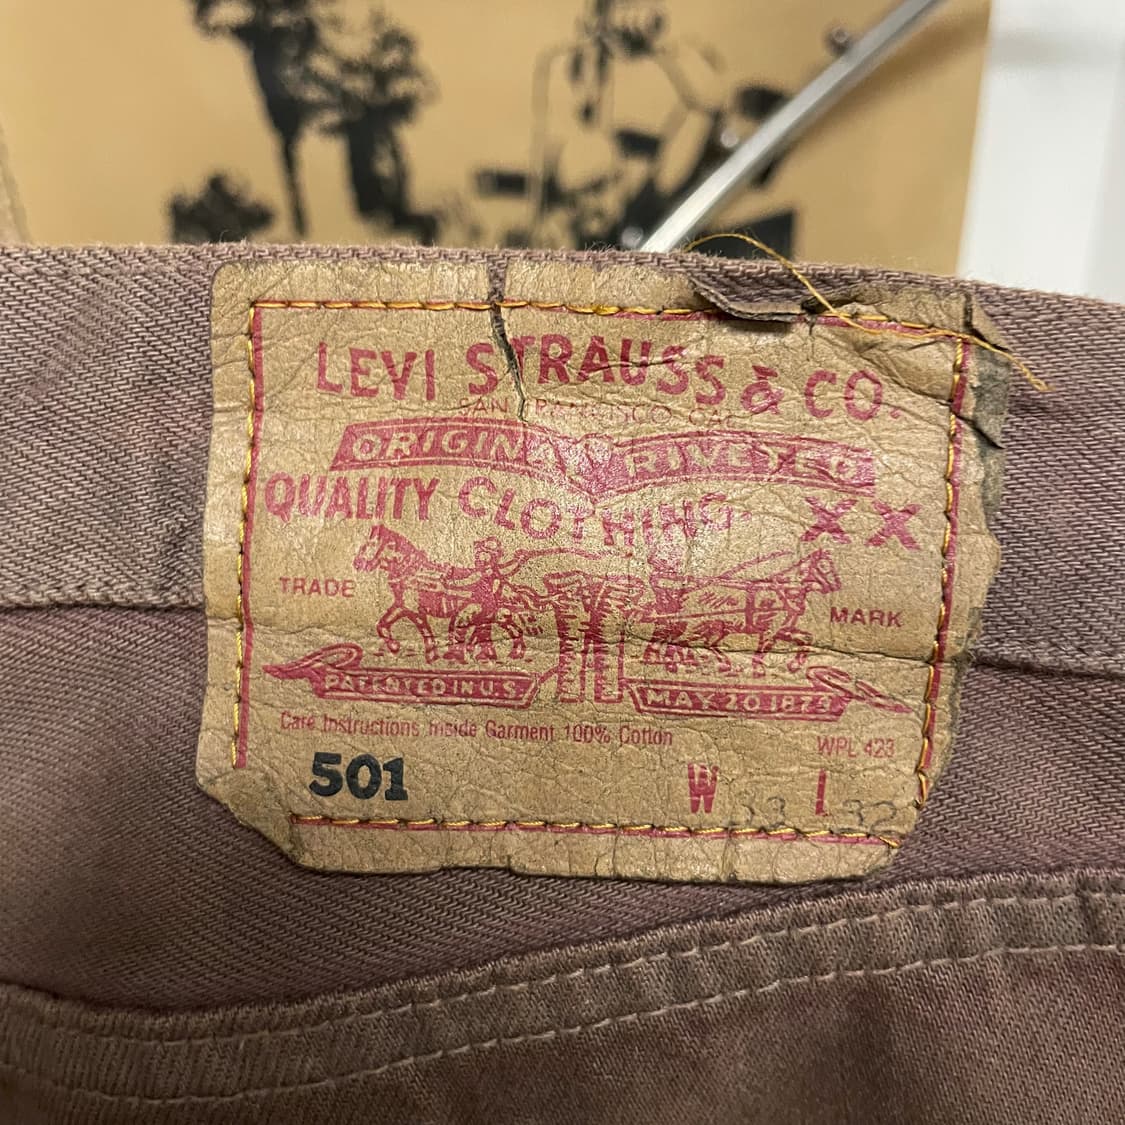 LEVI STRAUSS & CO.
SAN FRANCISCO CAL
ORIGINAL RIVETED
QUALITY CLOTHING XX
TRADE MARK
PATENTED IN U.S. MAY 20 1873
Care Instructions Inside Garment 100% Cotton
WPL 423
501 W 33 L 32